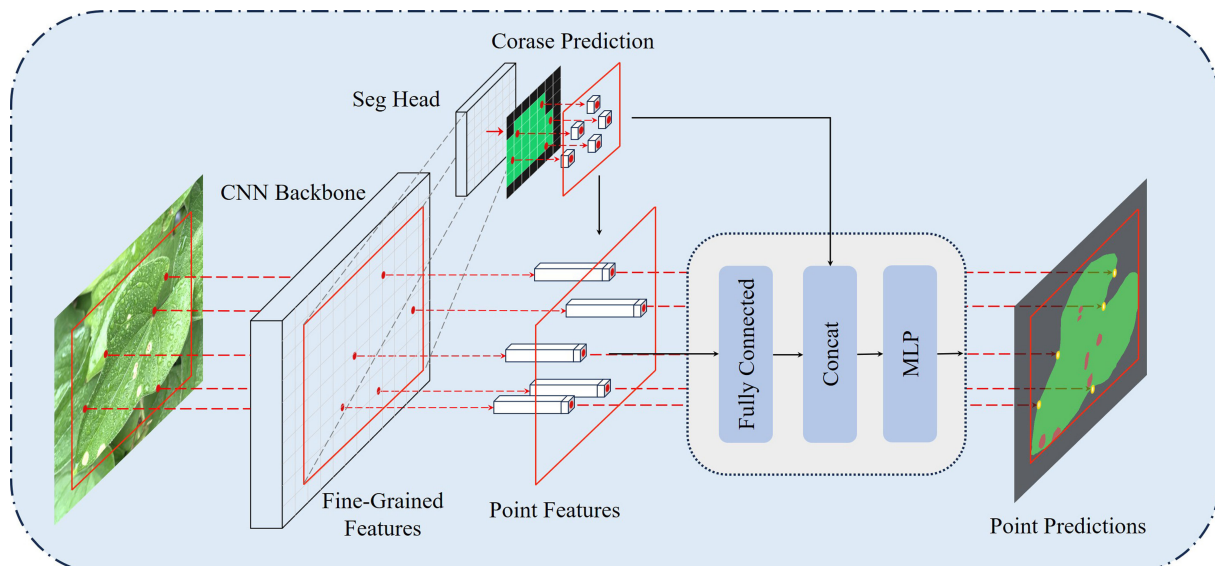 Corase Prediction
Seg Head
CNN Backbone
Fully Connected
Concat
MLP
Fine-Grained
Features
Point Features
Point Predictions